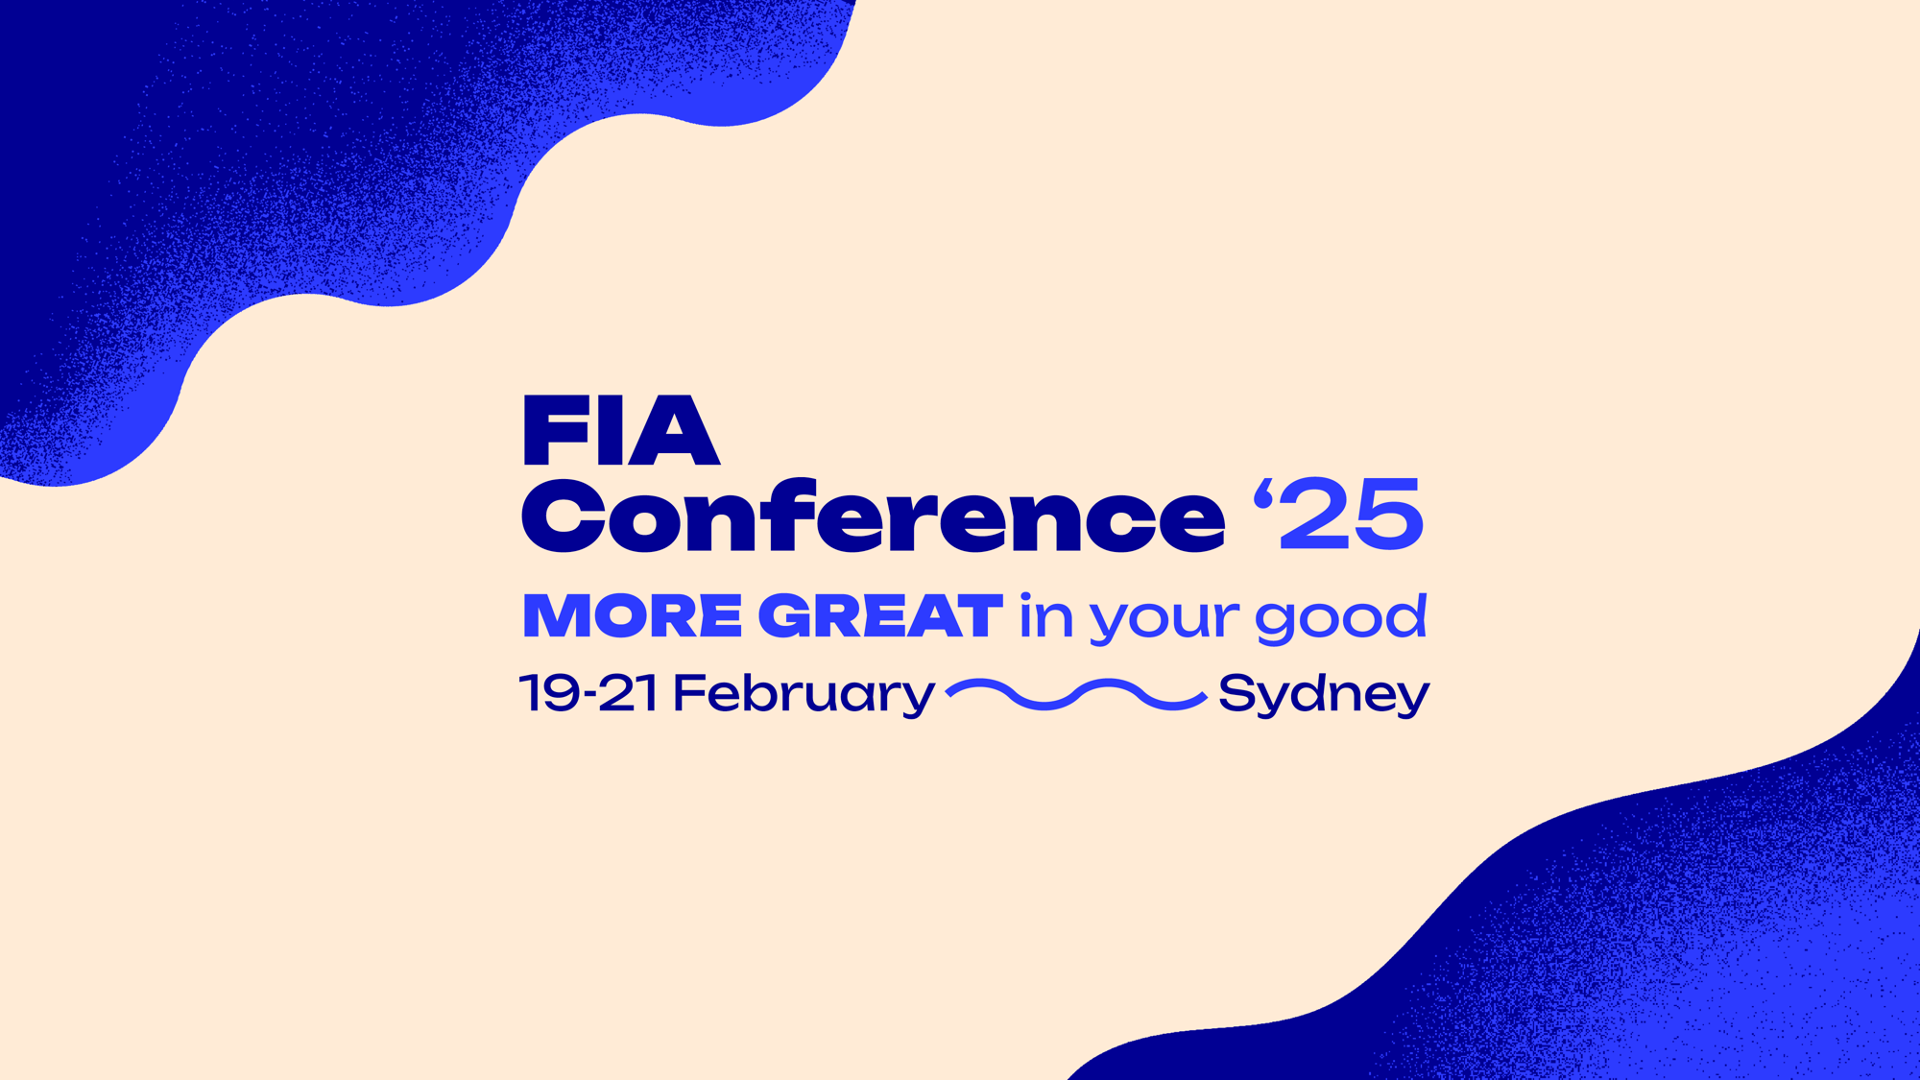 FIA
Conference ‘25
MORE GREAT in your good
19-21 February Sydney